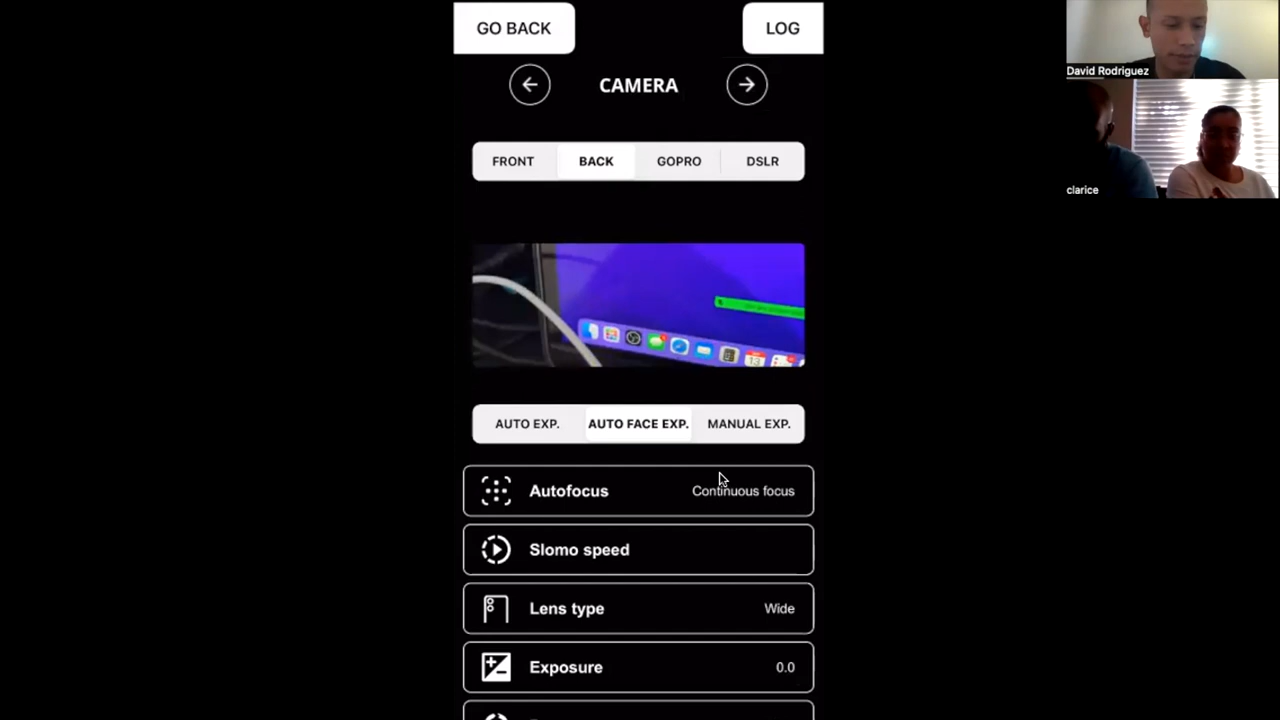 GO BACK
LOG
CAMERA
FRONT
BACK
GOPRO
DSLR
AUTO EXP.
AUTO FACE EXP.
MANUAL EXP.
Autofocus
Continuous focus
Slomo speed
Lens type
Wide
Exposure
0.0
David Rodriguez
clarice